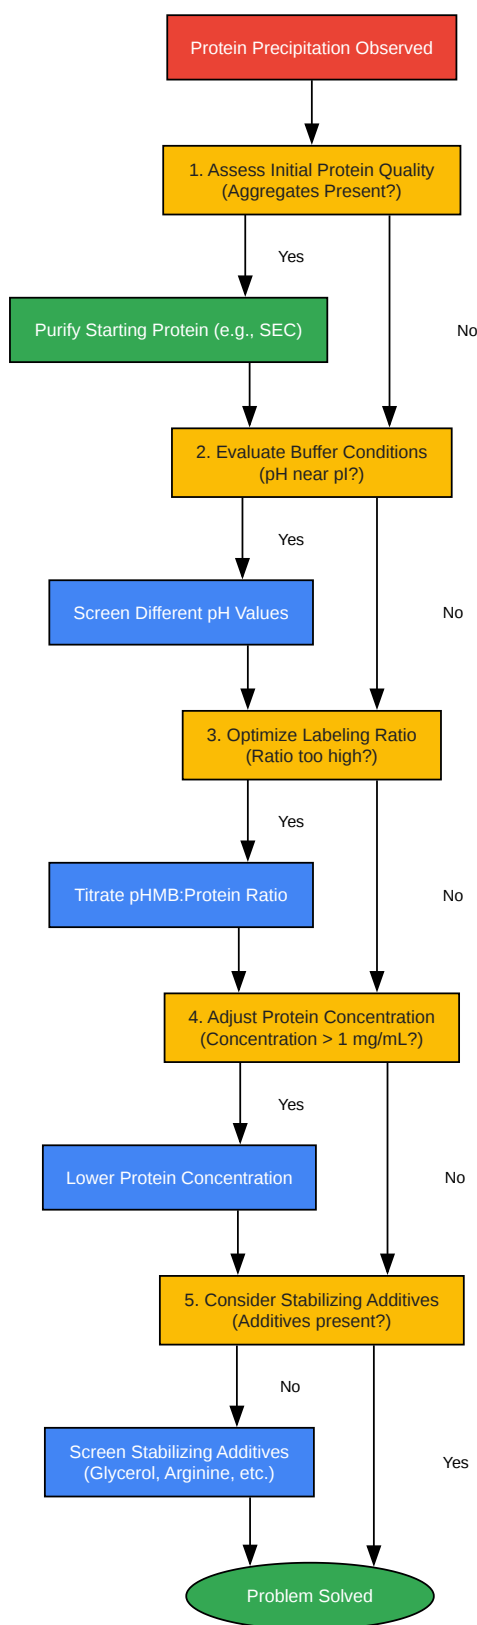 Protein Precipitation Observed
1. Assess Initial Protein Quality
(Aggregates Present?)
Yes
Purify Starting Protein (e.g., SEC)
No
2. Evaluate Buffer Conditions
(pH near pI?)
Yes
Screen Different pH Values
No
3. Optimize Labeling Ratio
(Ratio too high?)
Yes
Titrate pHMB:Protein Ratio
No
4. Adjust Protein Concentration
(Concentration > 1 mg/mL?)
Yes
Lower Protein Concentration
No
5. Consider Stabilizing Additives
(Additives present?)
No
Screen Stabilizing Additives
(Glycerol, Arginine, etc.)
Yes
Problem Solved